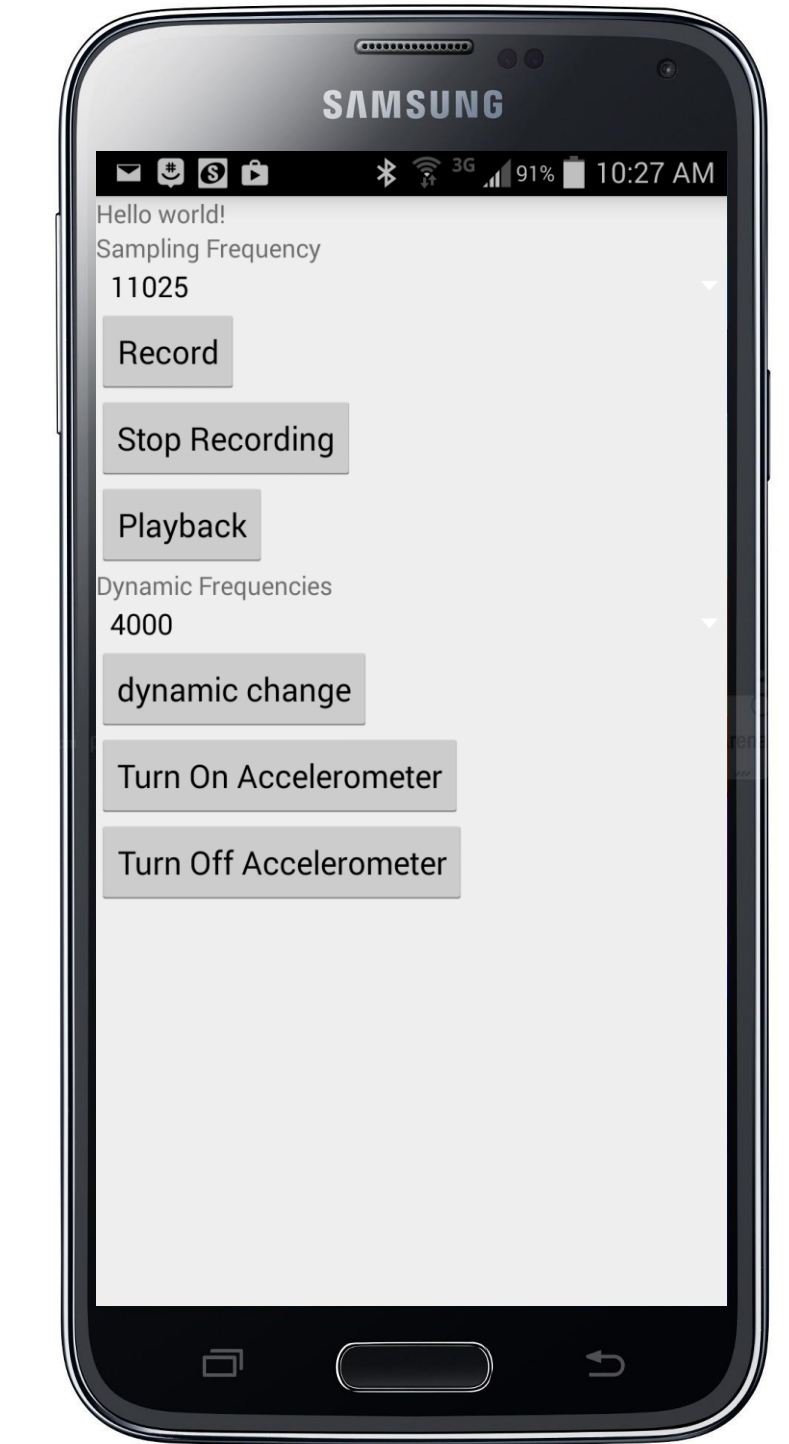 SAMSUNG
3G 91% 10:27 AM
Hello world!
Sampling Frequency
11025
Record
Stop Recording
Playback
Dynamic Frequencies
4000
dynamic change
Turn On Accelerometer
Turn Off Accelerometer